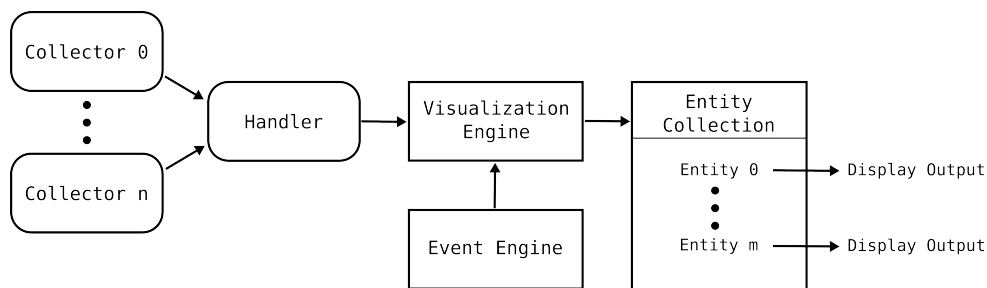 Collector 0
Collector n
Handler
Visualization
Engine
Event Engine
Entity
Collection
Entity 0
Display Output
Entity m
Display Output